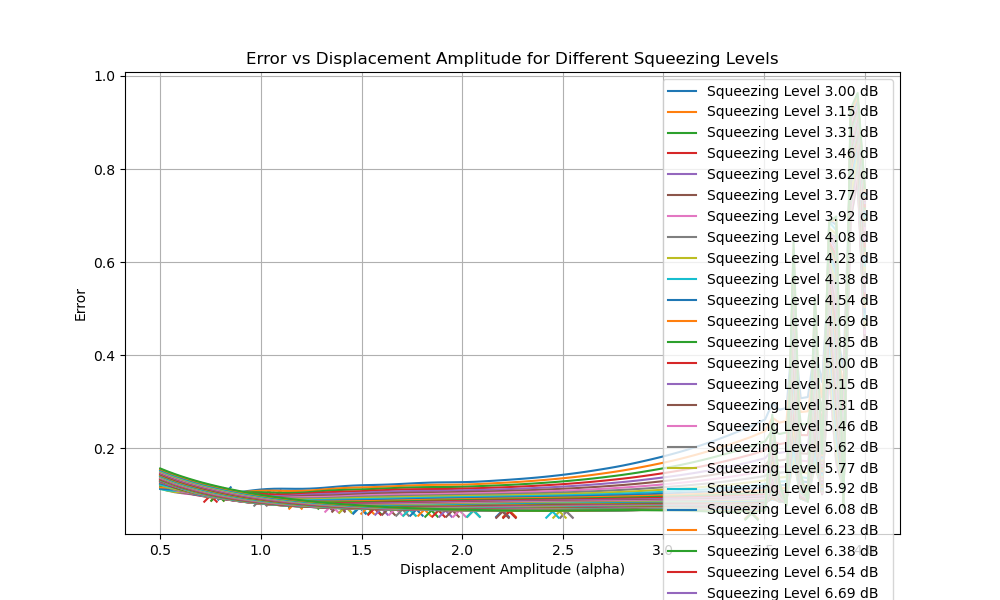 Error vs Displacement Amplitude for Different Squeezing Levels
1.0
0.8
0.6
0.4
0.2
Error
0.5
1.0
1.5
2.0
2.5
3.0
Displacement Amplitude (alpha)
Squeezing Level 3.00 dB
Squeezing Level 3.15 dB
Squeezing Level 3.31 dB
Squeezing Level 3.46 dB
Squeezing Level 3.62 dB
Squeezing Level 3.77 dB
Squeezing Level 3.92 dB
Squeezing Level 4.08 dB
Squeezing Level 4.23 dB
Squeezing Level 4.38 dB
Squeezing Level 4.54 dB
Squeezing Level 4.69 dB
Squeezing Level 4.85 dB
Squeezing Level 5.00 dB
Squeezing Level 5.15 dB
Squeezing Level 5.31 dB
Squeezing Level 5.46 dB
Squeezing Level 5.62 dB
Squeezing Level 5.77 dB
Squeezing Level 5.92 dB
Squeezing Level 6.08 dB
Squeezing Level 6.23 dB
Squeezing Level 6.38 dB
Squeezing Level 6.54 dB
Squeezing Level 6.69 dB